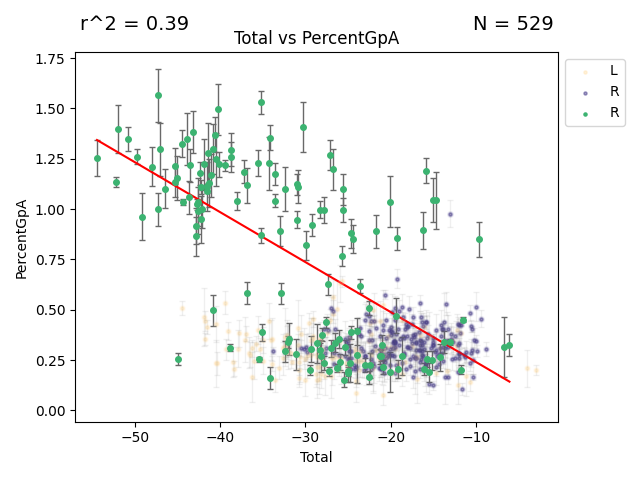 r^2 = 0.39 N = 529
Total vs PercentGpA
L
R
R
PercentGpA
1.75
1.50
1.25
1.00
0.75
0.50
0.25
0.00
−50 −40 −30 −20 −10
Total